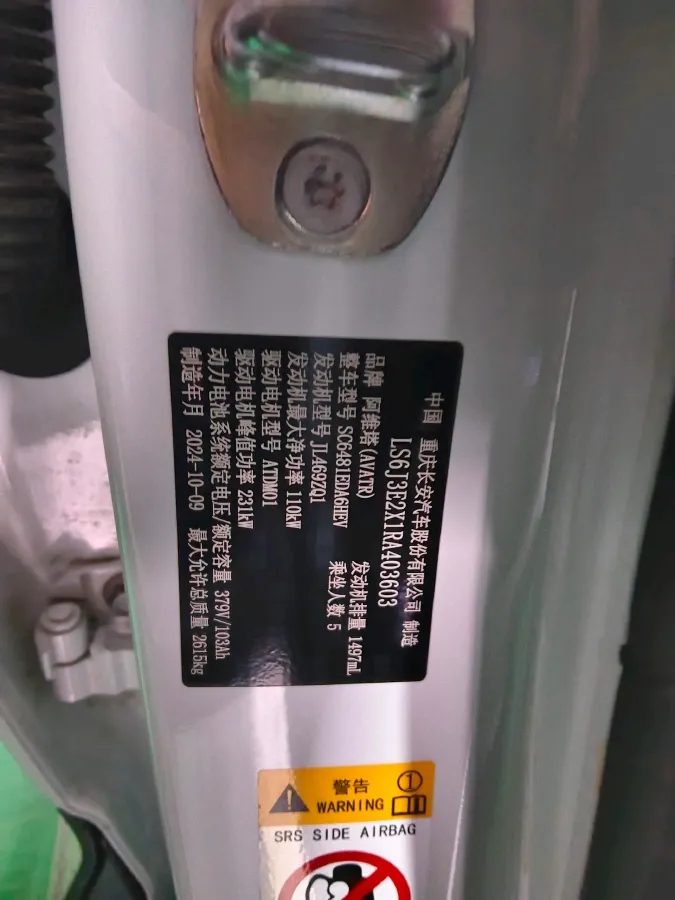 中国 重庆长安汽车股份有限公司 制造
LS6J3E2X1RA403603
品牌 阿维塔(AVATR)
整车型号 SC6481EDA6HEV 发动机排量 1497mL
发动机型号 JL469ZQ1 乘坐人数 5
发动机最大净功率 110kW
驱动电机型号 ATDM01
驱动电机峰值功率 231kW
动力电池系统额定电压/额定容量 379V/103Ah
制造年月 2024-10-09 最大允许总质量 2615kg
警告 1
WARNING
SRS SIDE AIRBAG